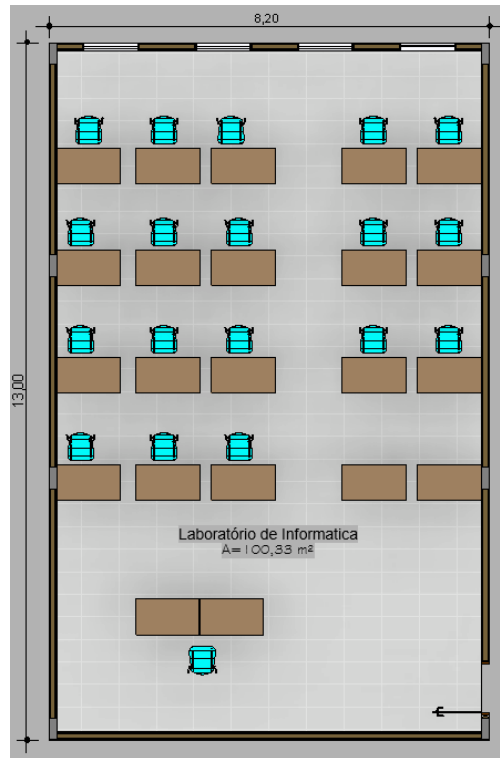 8,20
13,00
Laboratório de Informatica
A=100,33 m²